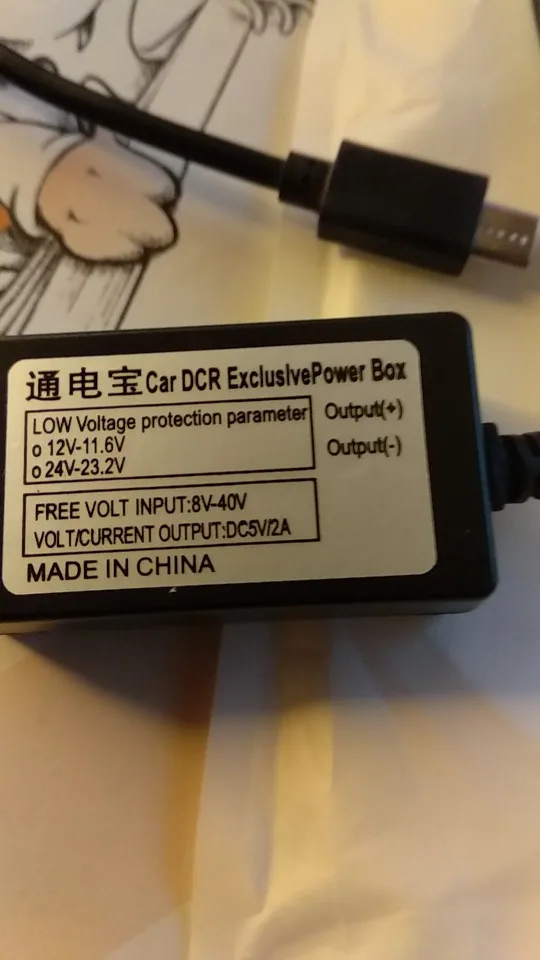 通电宝Car DCR ExclusIvePower Box
LOW Voltage protection parameter
o 12V-11.6V
o 24V-23.2V
Output(+)
Output(-)
FREE VOLT INPUT:8V-40V
VOLT/CURRENT OUTPUT:DC5V/2A
MADE IN CHINA